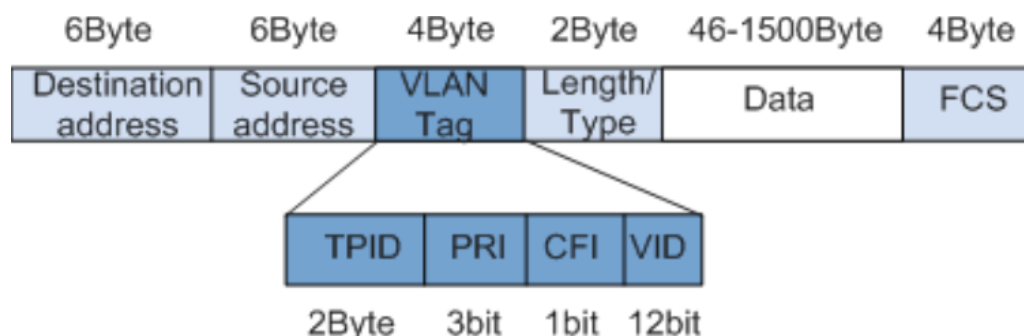 6Byte 6Byte 4Byte 2Byte 46-1500Byte 4Byte
Destination address Source address VLAN Tag Length/Type Data FCS
TPID PRI CFI VID
2Byte 3bit 1bit 12bit